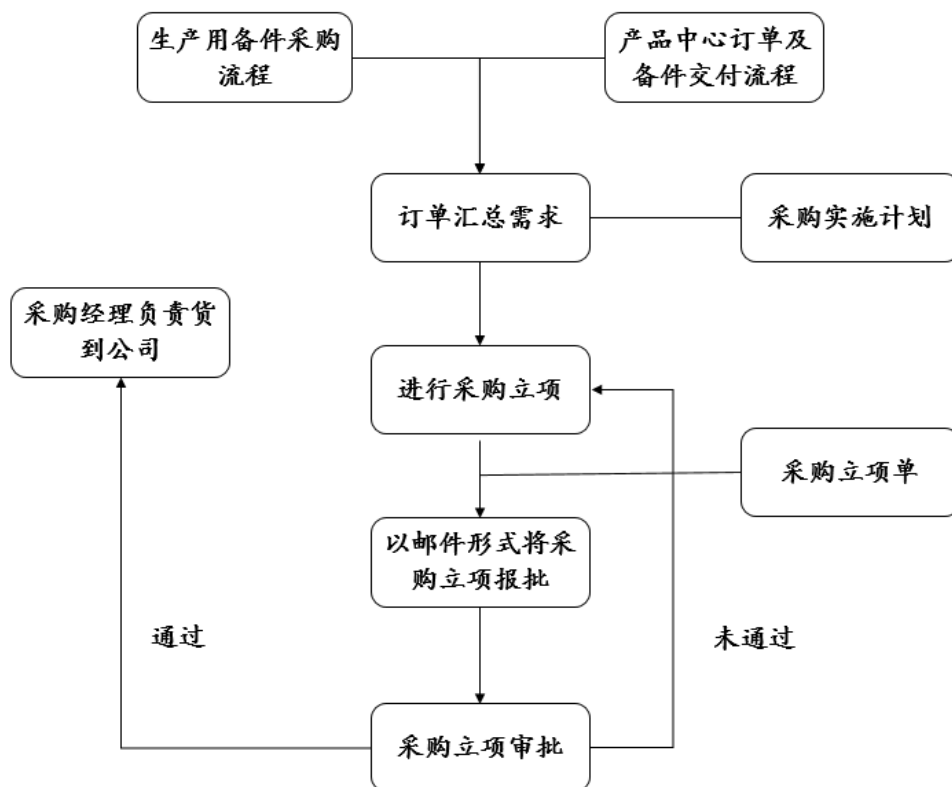 生产用备件采购
流程
产品中心订单及
备件交付流程
订单汇总需求
采购实施计划
采购经理负责货
到公司
进行采购立项
采购立项单
以邮件形式将采
购立项报批
通过
未通过
采购立项审批